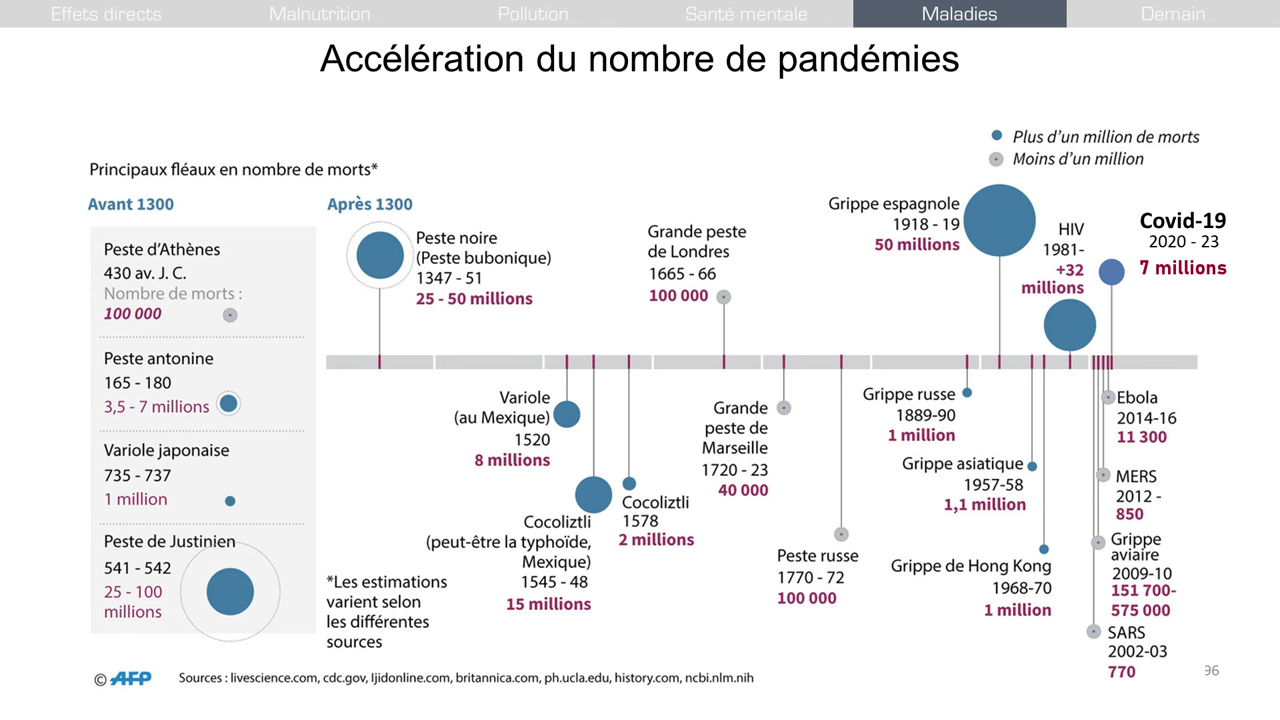 Effets directs
Malnutrition
Pollution
Santé mentale
Maladies
Demain
Accélération du nombre de pandémies
Plus d'un million de morts
Moins d'un million
Principaux fléaux en nombre de morts*
Avant 1300
Après 1300
Peste d'Athènes
430 av. J. C.
Nombre de morts :
100 000
Peste antonine
165 - 180
3,5 - 7 millions
Variole japonaise
735 - 737
1 million
Peste de Justinien
541 - 542
25 - 100
millions
Peste noire
(Peste bubonique)
1347 - 51
25 - 50 millions
Grande peste
de Londres
1665 - 66
100 000
Grippe espagnole
1918 - 19
50 millions
HIV
1981-
+32
millions
Covid-19
2020 - 23
7 millions
Variole
(au Mexique)
1520
8 millions
Cocoliztli
(peut-être la typhoïde,
Mexique)
1545 - 48
15 millions
Cocoliztli
1578
2 millions
Grande
peste de
Marseille
1720 - 23
40 000
Peste russe
1770 - 72
100 000
Grippe russe
1889-90
1 million
Grippe asiatique
1957-58
1,1 million
Grippe de Hong Kong
1968-70
1 million
Ebola
2014-16
11 300
MERS
2012 -
850
Grippe
aviaire
2009-10
151 700-
575 000
SARS
2002-03
770
*Les estimations
varient selon
les différentes
sources
© AFP
Sources : livescience.com, cdc.gov, ljidonline.com, britannica.com, ph.ucla.edu, history.com, ncbi.nlm.nih
96